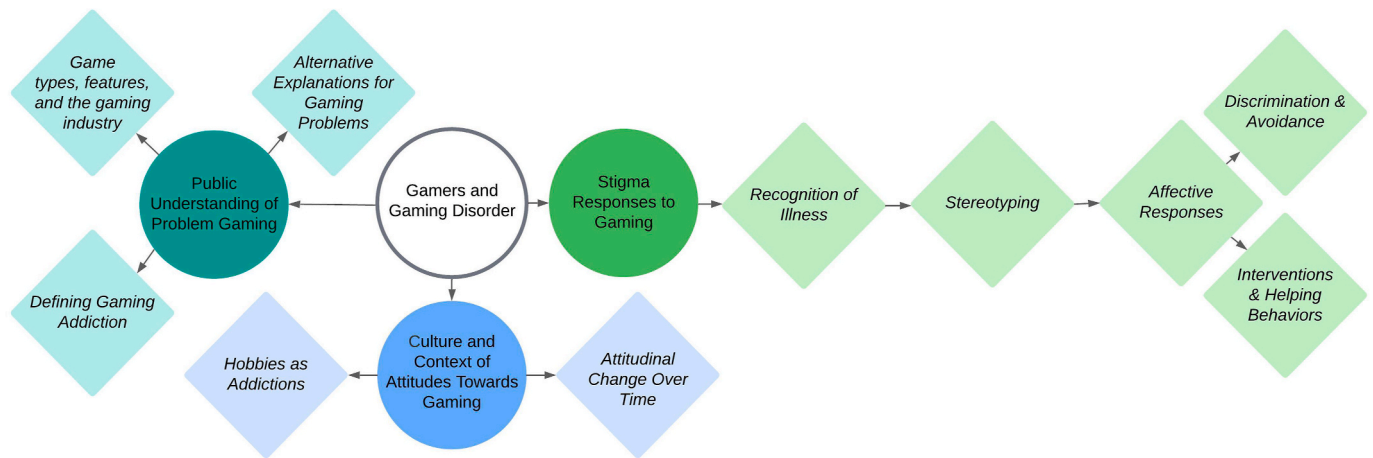 Game
types, features,
and the gaming
industry
Alternative
Explanations for
Gaming
Problems
Public
Understanding of
Problem Gaming
Defining Gaming
Addiction
Gamers and
Gaming Disorder
Stigma
Responses to
Gaming
Recognition of
Illness
Stereotyping
Affective
Responses
Discrimination &
Avoidance
Interventions
& Helping
Behaviors
Culture and
Context of
Attitudes Towards
Gaming
Hobbies as
Addictions
Attitudinal
Change Over
Time